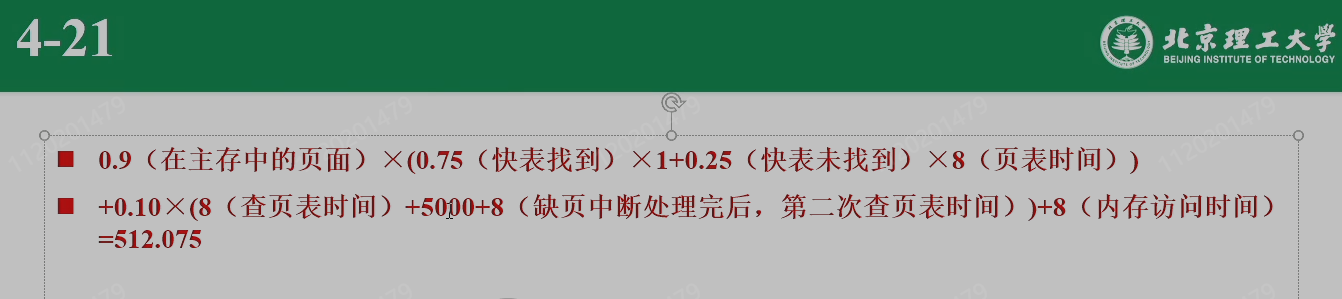 4-21
北京理工大学
BEIJING INSTITUTE OF TECHNOLOGY
0.9（在主存中的页面）×(0.75（快表找到）×1+0.25（快表未找到）×8（页表时间）)
+0.10×(8（查页表时间）+5000+8（缺页中断处理完后，第二次查页表时间）)+8（内存访问时间）
=512.075
1120201479
1120201479
1120201479